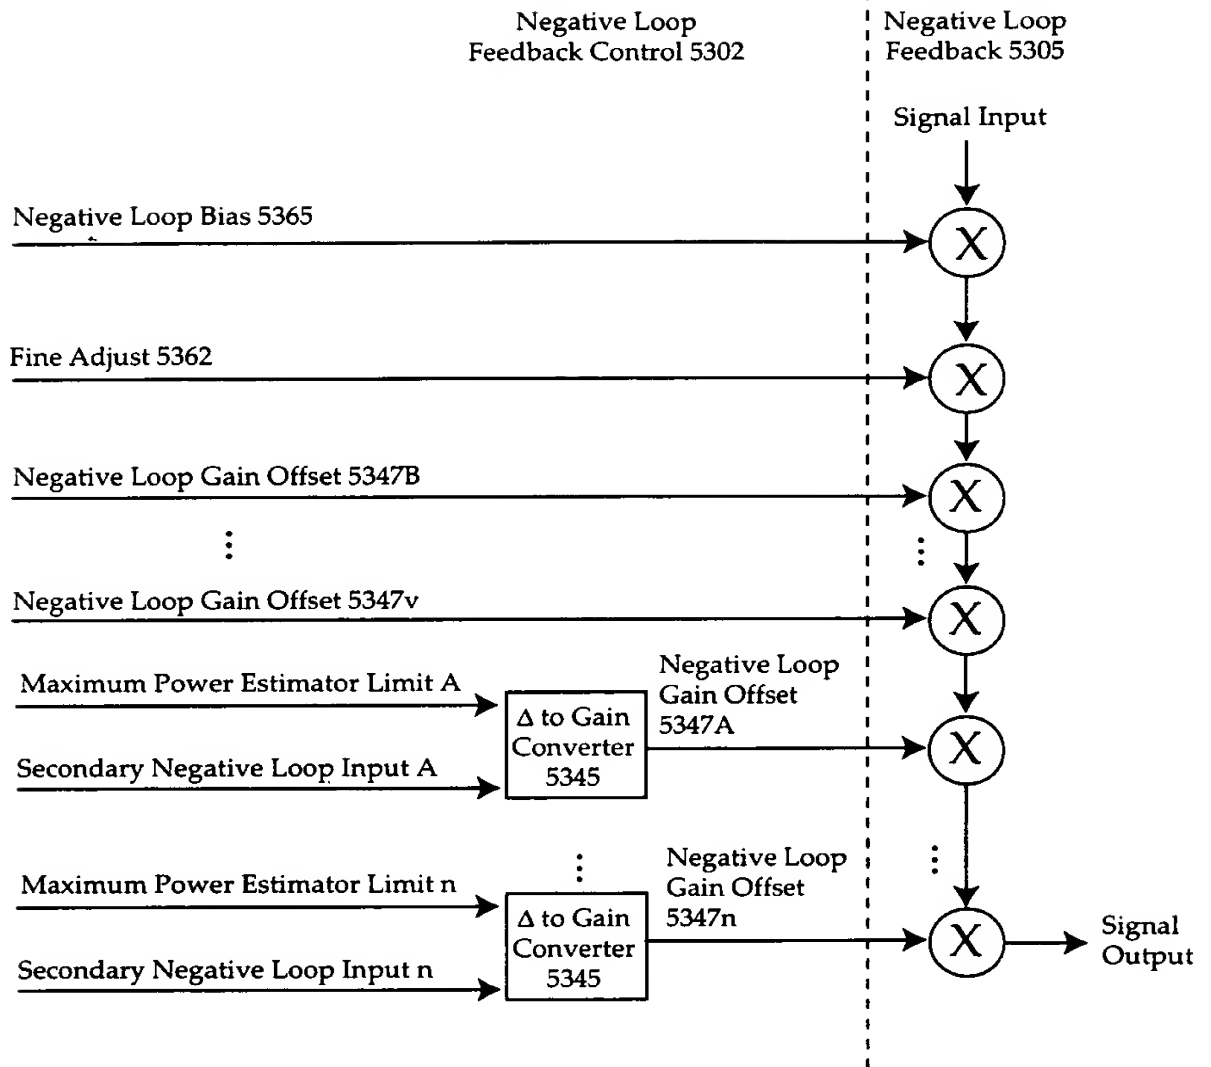 Negative Loop
Feedback Control 5302
Negative Loop
Feedback 5305
Signal Input
Negative Loop Bias 5365
X
Fine Adjust 5362
X
Negative Loop Gain Offset 5347B
X
Negative Loop Gain Offset 5347v
X
Maximum Power Estimator Limit A
Secondary Negative Loop Input A
Δ to Gain
Converter
5345
Negative Loop
Gain Offset
5347A
X
Maximum Power Estimator Limit n
Secondary Negative Loop Input n
Δ to Gain
Converter
5345
Negative Loop
Gain Offset
5347n
X
Signal
Output